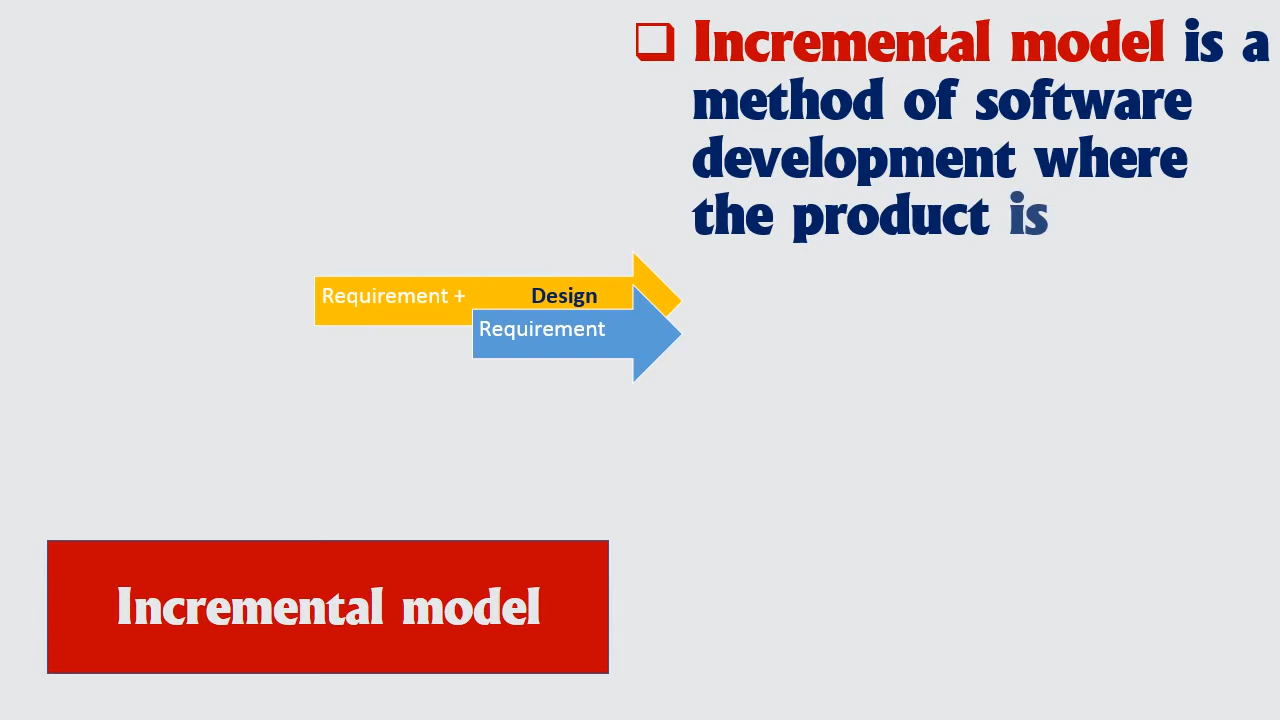 Incremental model is a
method of software
development where
the product is
Requirement + Design
Requirement
Incremental model